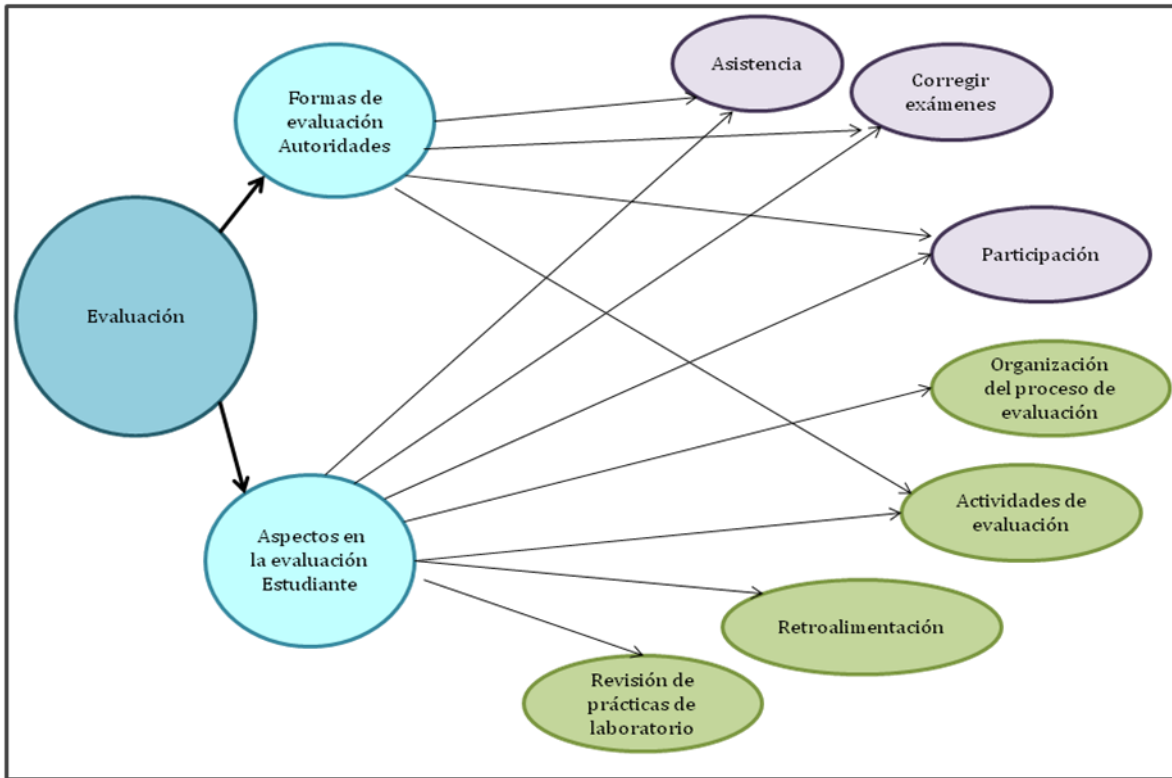 Asistencia
Corregir
exámenes
Formas de
evaluación
Autoridades
Participación
Evaluación
Organización
del proceso de
evaluación
Actividades de
evaluación
Aspectos en
la evaluación
Estudiante
Retroalimentación
Revisión de
prácticas de
laboratorio